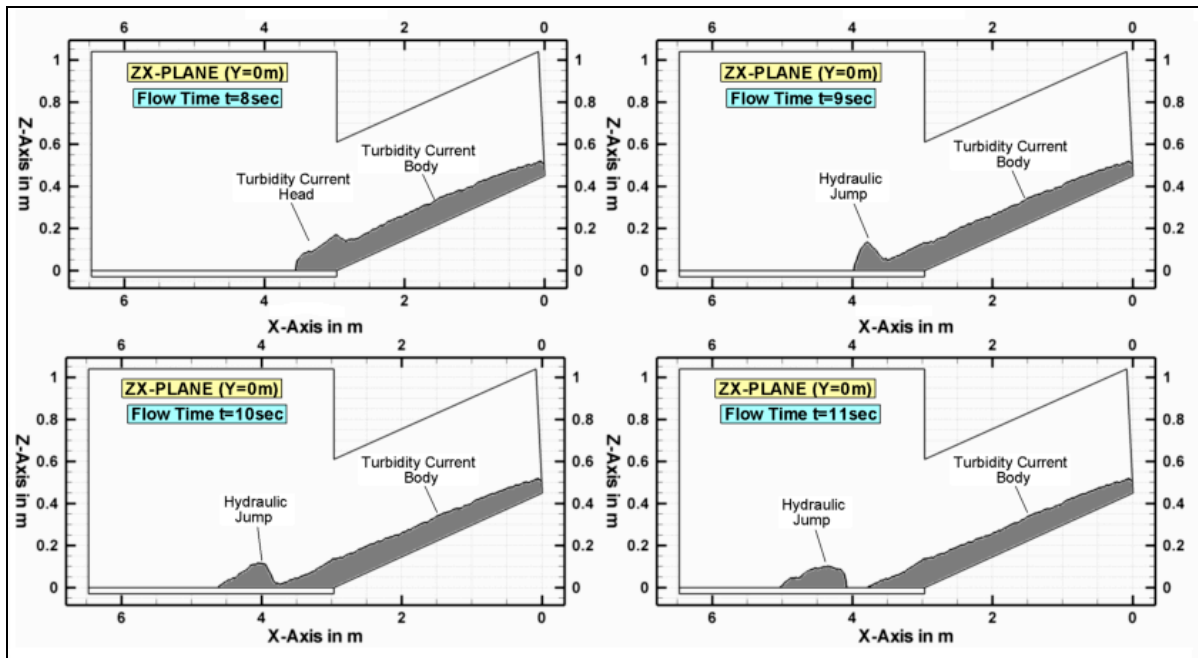 6 4 2 0
1 1
ZX-PLANE (Y=0m)
Flow Time t=8sec
0.8 0.8
0.6 0.6
Turbidity Current
Body
0.4 0.4
Turbidity Current
Head
0.2 0.2
0 0
Z-Axis in m
6 4 2 0
X-Axis in m
6 4 2 0
1 1
ZX-PLANE (Y=0m)
Flow Time t=9sec
0.8 0.8
0.6 0.6
Turbidity Current
Body
0.4 0.4
Hydraulic
Jump
0.2 0.2
0 0
Z-Axis in m
6 4 2 0
X-Axis in m
6 4 2 0
1 1
ZX-PLANE (Y=0m)
Flow Time t=10sec
0.8 0.8
0.6 0.6
Turbidity Current
Body
0.4 0.4
Hydraulic
Jump
0.2 0.2
0 0
Z-Axis in m
6 4 2 0
X-Axis in m
6 4 2 0
1 1
ZX-PLANE (Y=0m)
Flow Time t=11sec
0.8 0.8
0.6 0.6
Turbidity Current
Body
0.4 0.4
Hydraulic
Jump
0.2 0.2
0 0
Z-Axis in m
6 4 2 0
X-Axis in m